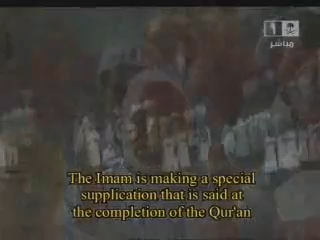 مباشر
The Imam is making a special
supplication that is said at
the completion of the Qur'an